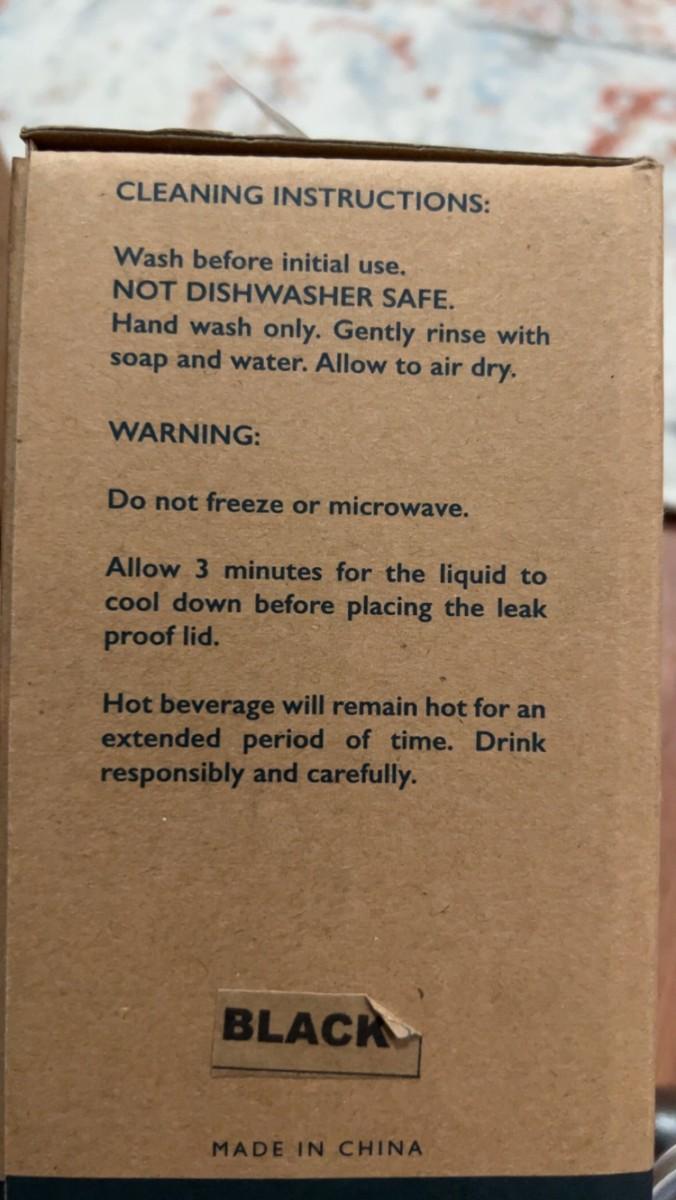 CLEANING INSTRUCTIONS:
Wash before initial use.
NOT DISHWASHER SAFE.
Hand wash only. Gently rinse with
soap and water. Allow to air dry.
WARNING:
Do not freeze or microwave.
Allow 3 minutes for the liquid to
cool down before placing the leak
proof lid.
Hot beverage will remain hot for an
extended period of time. Drink
responsibly and carefully.
BLACK
MADE IN CHINA